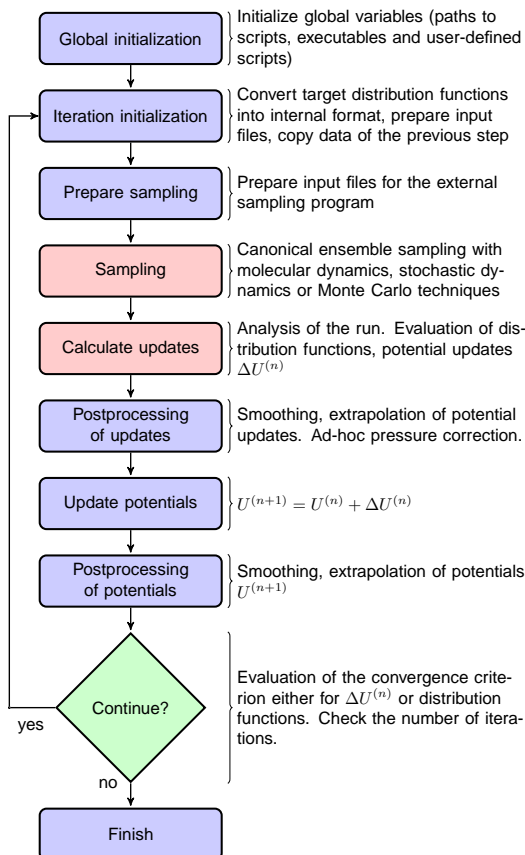 Global initialization
Initialize global variables (paths to
scripts, executables and user-defined
scripts)
Iteration initialization
Convert target distribution functions
into internal format, prepare input
files, copy data of the previous step
Prepare sampling
Prepare input files for the external
sampling program
Sampling
Canonical ensemble sampling with
molecular dynamics, stochastic dy-
namics or Monte Carlo techniques
Calculate updates
Analysis of the run. Evaluation of dis-
tribution functions, potential updates
$\Delta U^{(n)}$
Postprocessing
of updates
Smoothing, extrapolation of potential
updates. Ad-hoc pressure correction.
Update potentials
$U^{(n+1)} = U^{(n)} + \Delta U^{(n)}$
Postprocessing
of potentials
Smoothing, extrapolation of potentials
$U^{(n+1)}$
Continue?
yes
no
Evaluation of the convergence crite-
rion either for $\Delta U^{(n)}$ or distribution
functions. Check the number of itera-
tions.
Finish